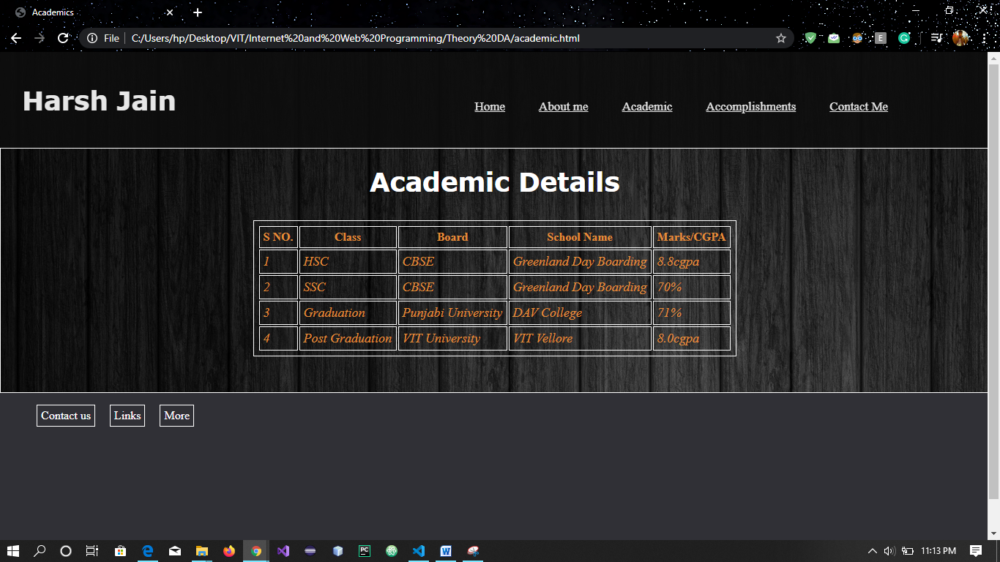 Academics
File C:/Users/hp/Desktop/VIT/Internet%20and%20Web%20Programming/Theory%20DA/academic.html
E
Harsh Jain
Home About me Academic Accomplishments Contact Me
Academic Details
S NO. Class Board School Name Marks/CGPA
1 HSC CBSE Greenland Day Boarding 8.8cgpa
2 SSC CBSE Greenland Day Boarding 70%
3 Graduation Punjabi University DAV College 71%
4 Post Graduation VIT University VIT Vellore 8.0cgpa
Contact us Links More
PC
W
11:13 PM